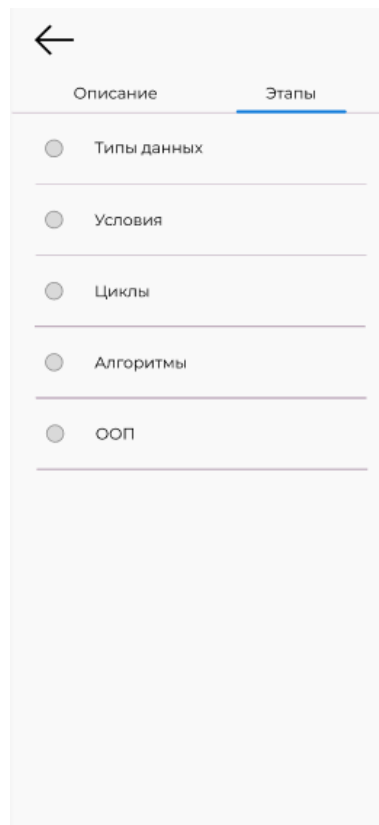 Описание Этапы
Типы данных
Условия
Циклы
Алгоритмы
ООП